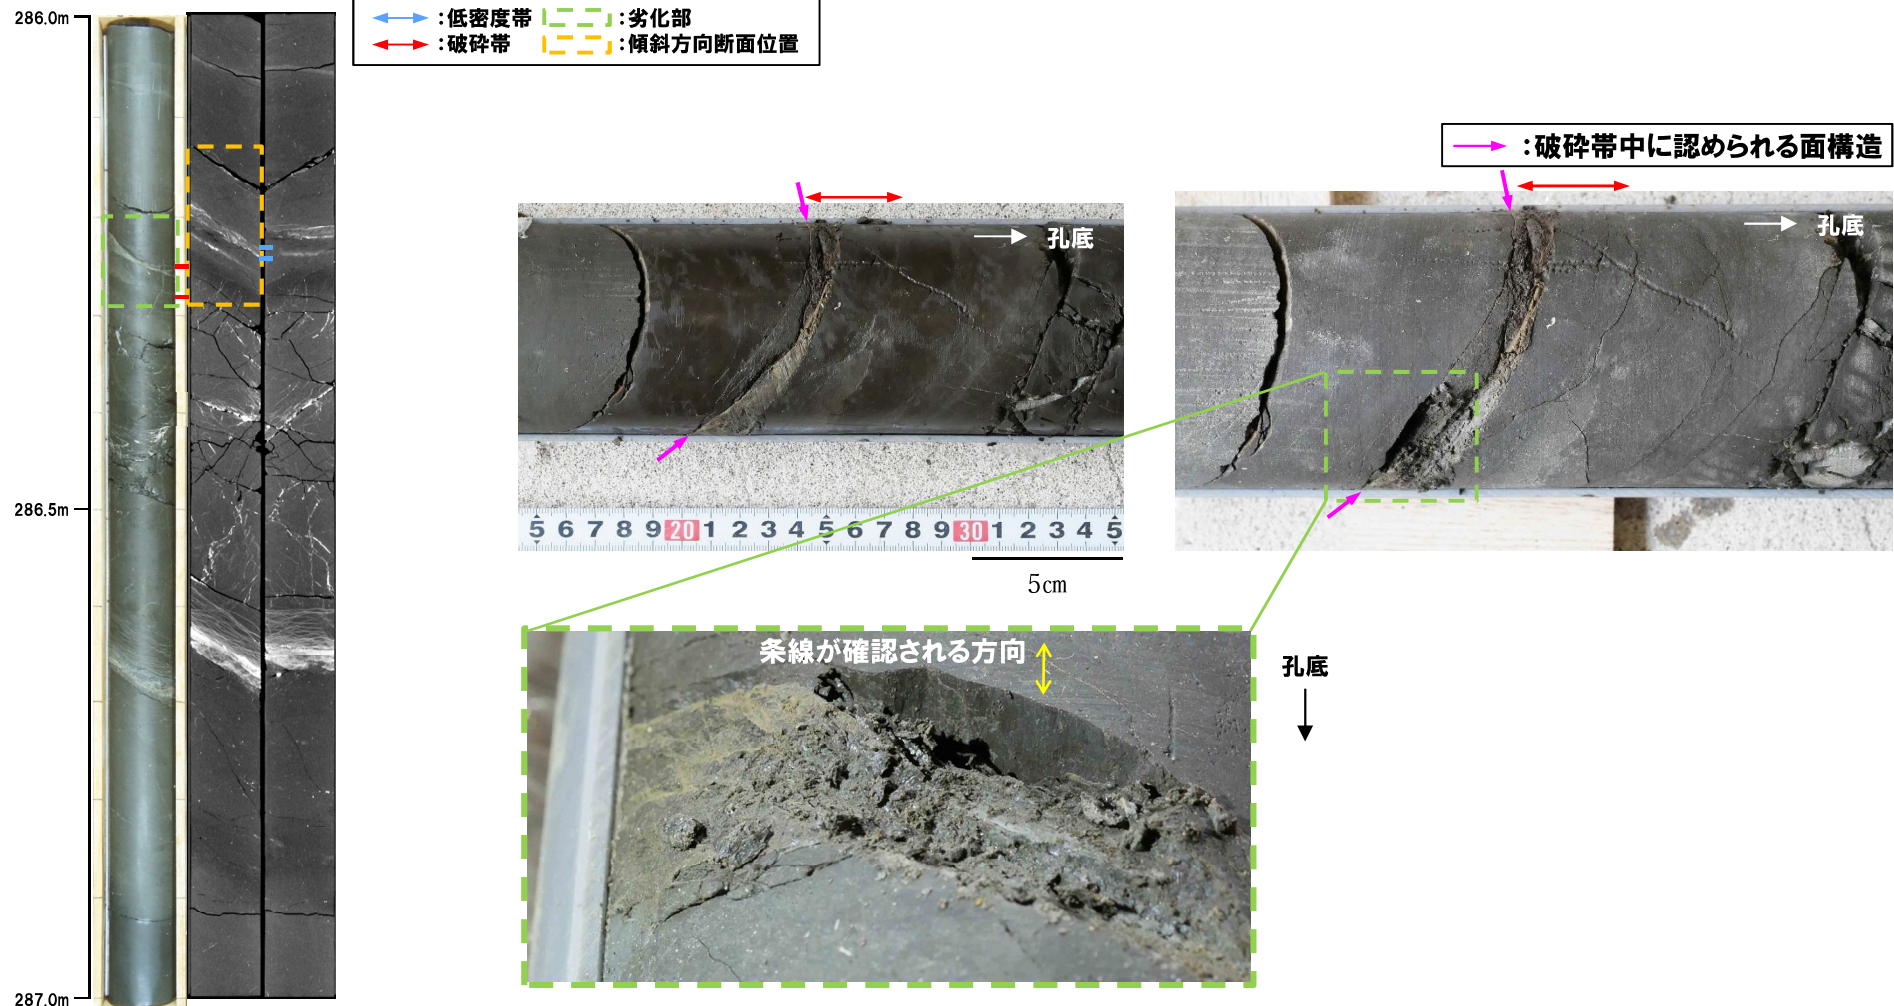 286.0m
:低密度帯
:劣化部
:破砕帯
:傾斜方向断面位置
:破砕帯中に認められる面構造
孔底
孔底
286.5m
5 6 7 8 9 20 1 2 3 4 5 6 7 8 9 30 1 2 3 4 5
5cm
条線が確認される方向
孔底
287.0m